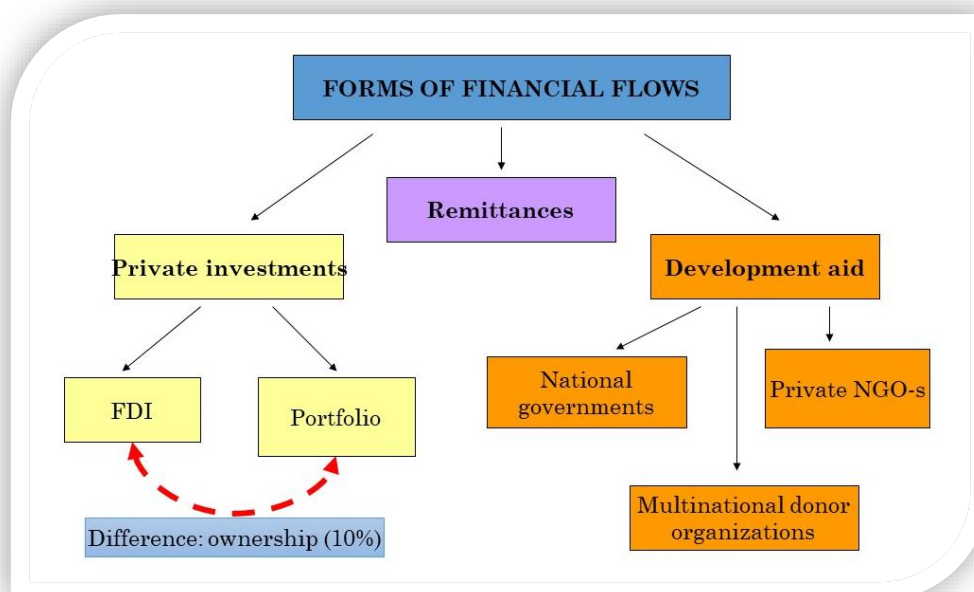 FORMS OF FINANCIAL FLOWS
Remittances
Private investments
Development aid
FDI
Portfolio
National
governments
Private NGO-s
Multinational donor
organizations
Difference: ownership (10%)